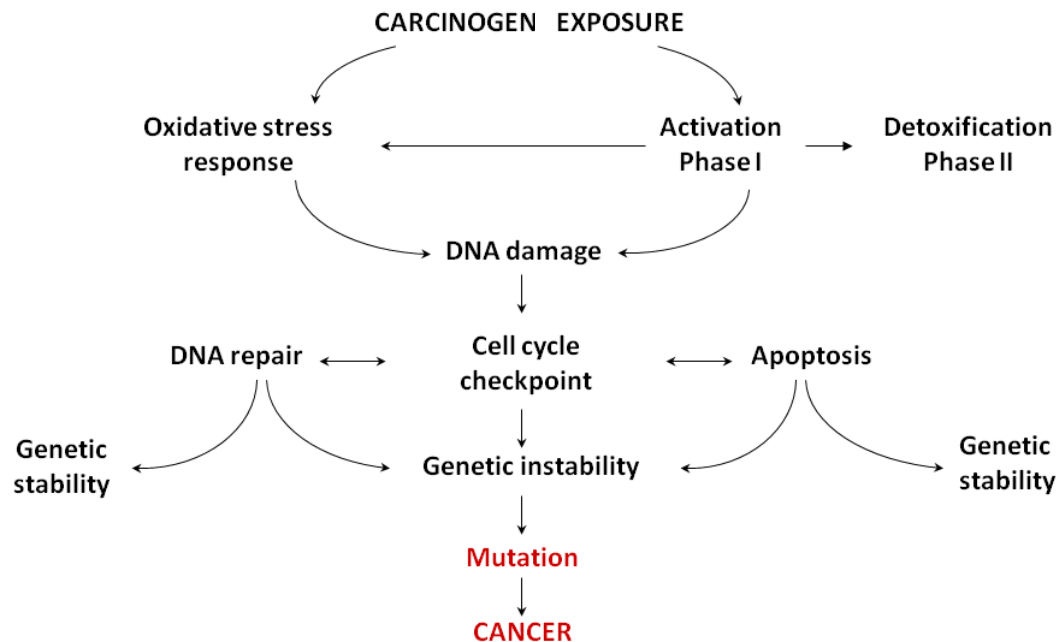 CARCINOGEN EXPOSURE
Oxidative stress
response
Activation
Phase I
Detoxification
Phase II
DNA damage
DNA repair
Cell cycle
checkpoint
Apoptosis
Genetic
stability
Genetic instability
Genetic
stability
Mutation
CANCER